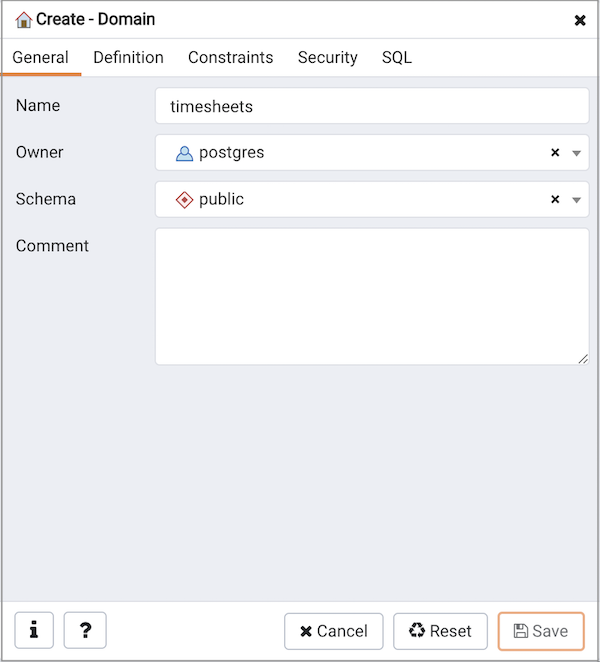 Create - Domain
General Definition Constraints Security SQL
Name timesheets
Owner postgres
Schema public
Comment
i ? Cancel Reset Save